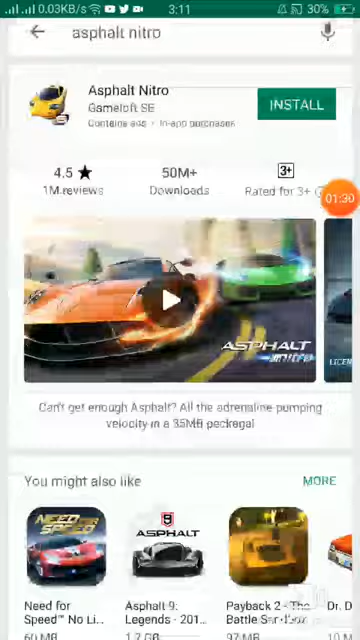 0.03KB/s 3:11 30%
asphalt nitro
Asphalt Nitro
Gameloft SE
Contains ads • In-app purchases
INSTALL
4.5 ★ 50M+ 3+
1M reviews Downloads Rated for 3+
01:30
ASPHALT
nitro
LICEN
Can't get enough Asphalt? All the adrenaline-pumping
velocity in a 35MB package!
You might also like MORE
NEED FOR
SPEED
9
ASPHALT
Need for
Speed™ No Li...
60 MB
Asphalt 9:
Legends - 201...
1.7 GB
Payback 2 - The
Battle Sandbox
97 MB
Dr. D